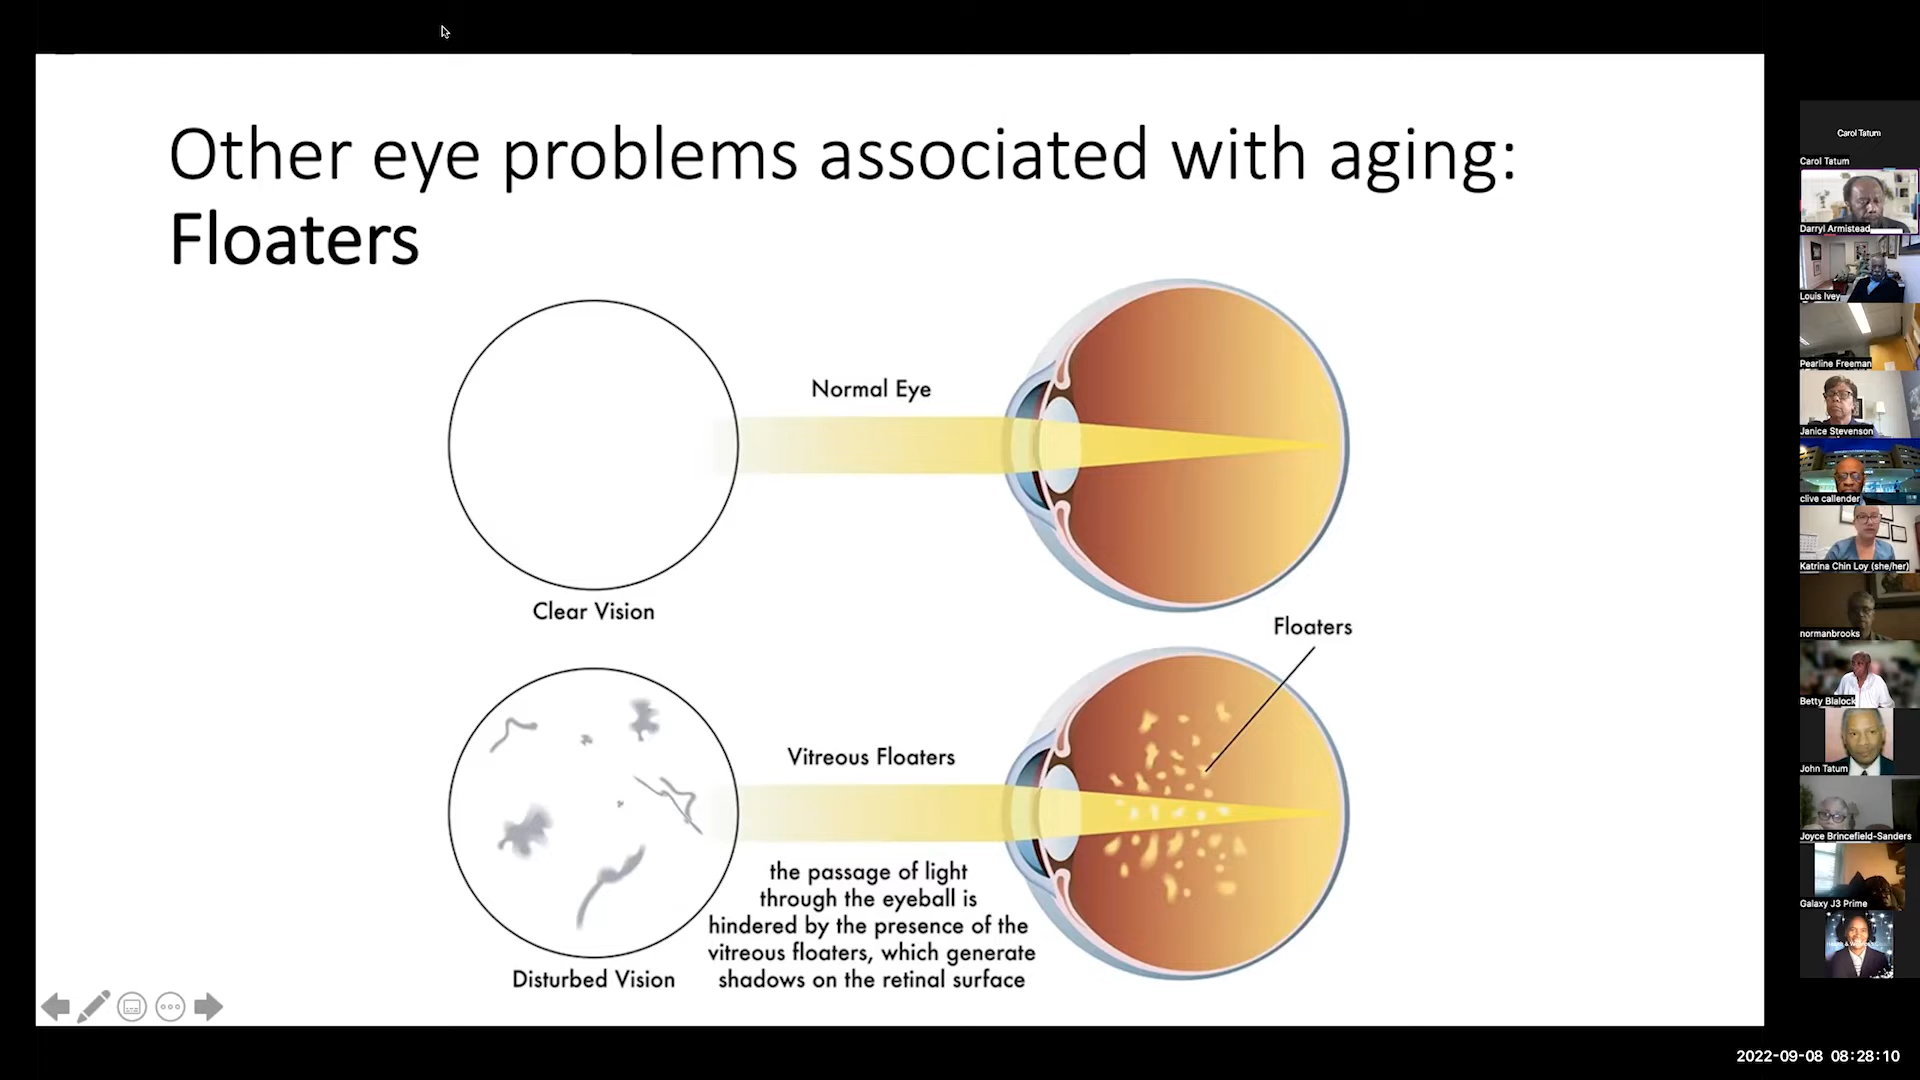 Other eye problems associated with aging:
Floaters
Normal Eye
Clear Vision
Floaters
Vitreous Floaters
the passage of light
through the eyeball is
hindered by the presence of the
vitreous floaters, which generate
shadows on the retinal surface
Disturbed Vision
Carol Tatum
Carol Tatum
Darryl Armistead
Louis Ivey
Pearline Freeman
Janice Stevenson
clive callender
Katrina Chin Loy (she/her)
normanbrooks
Betty Blalock
John Tatum
Joyce Brincefield-Sanders
Galaxy J3 Prime
2022-09-08 08:28:10